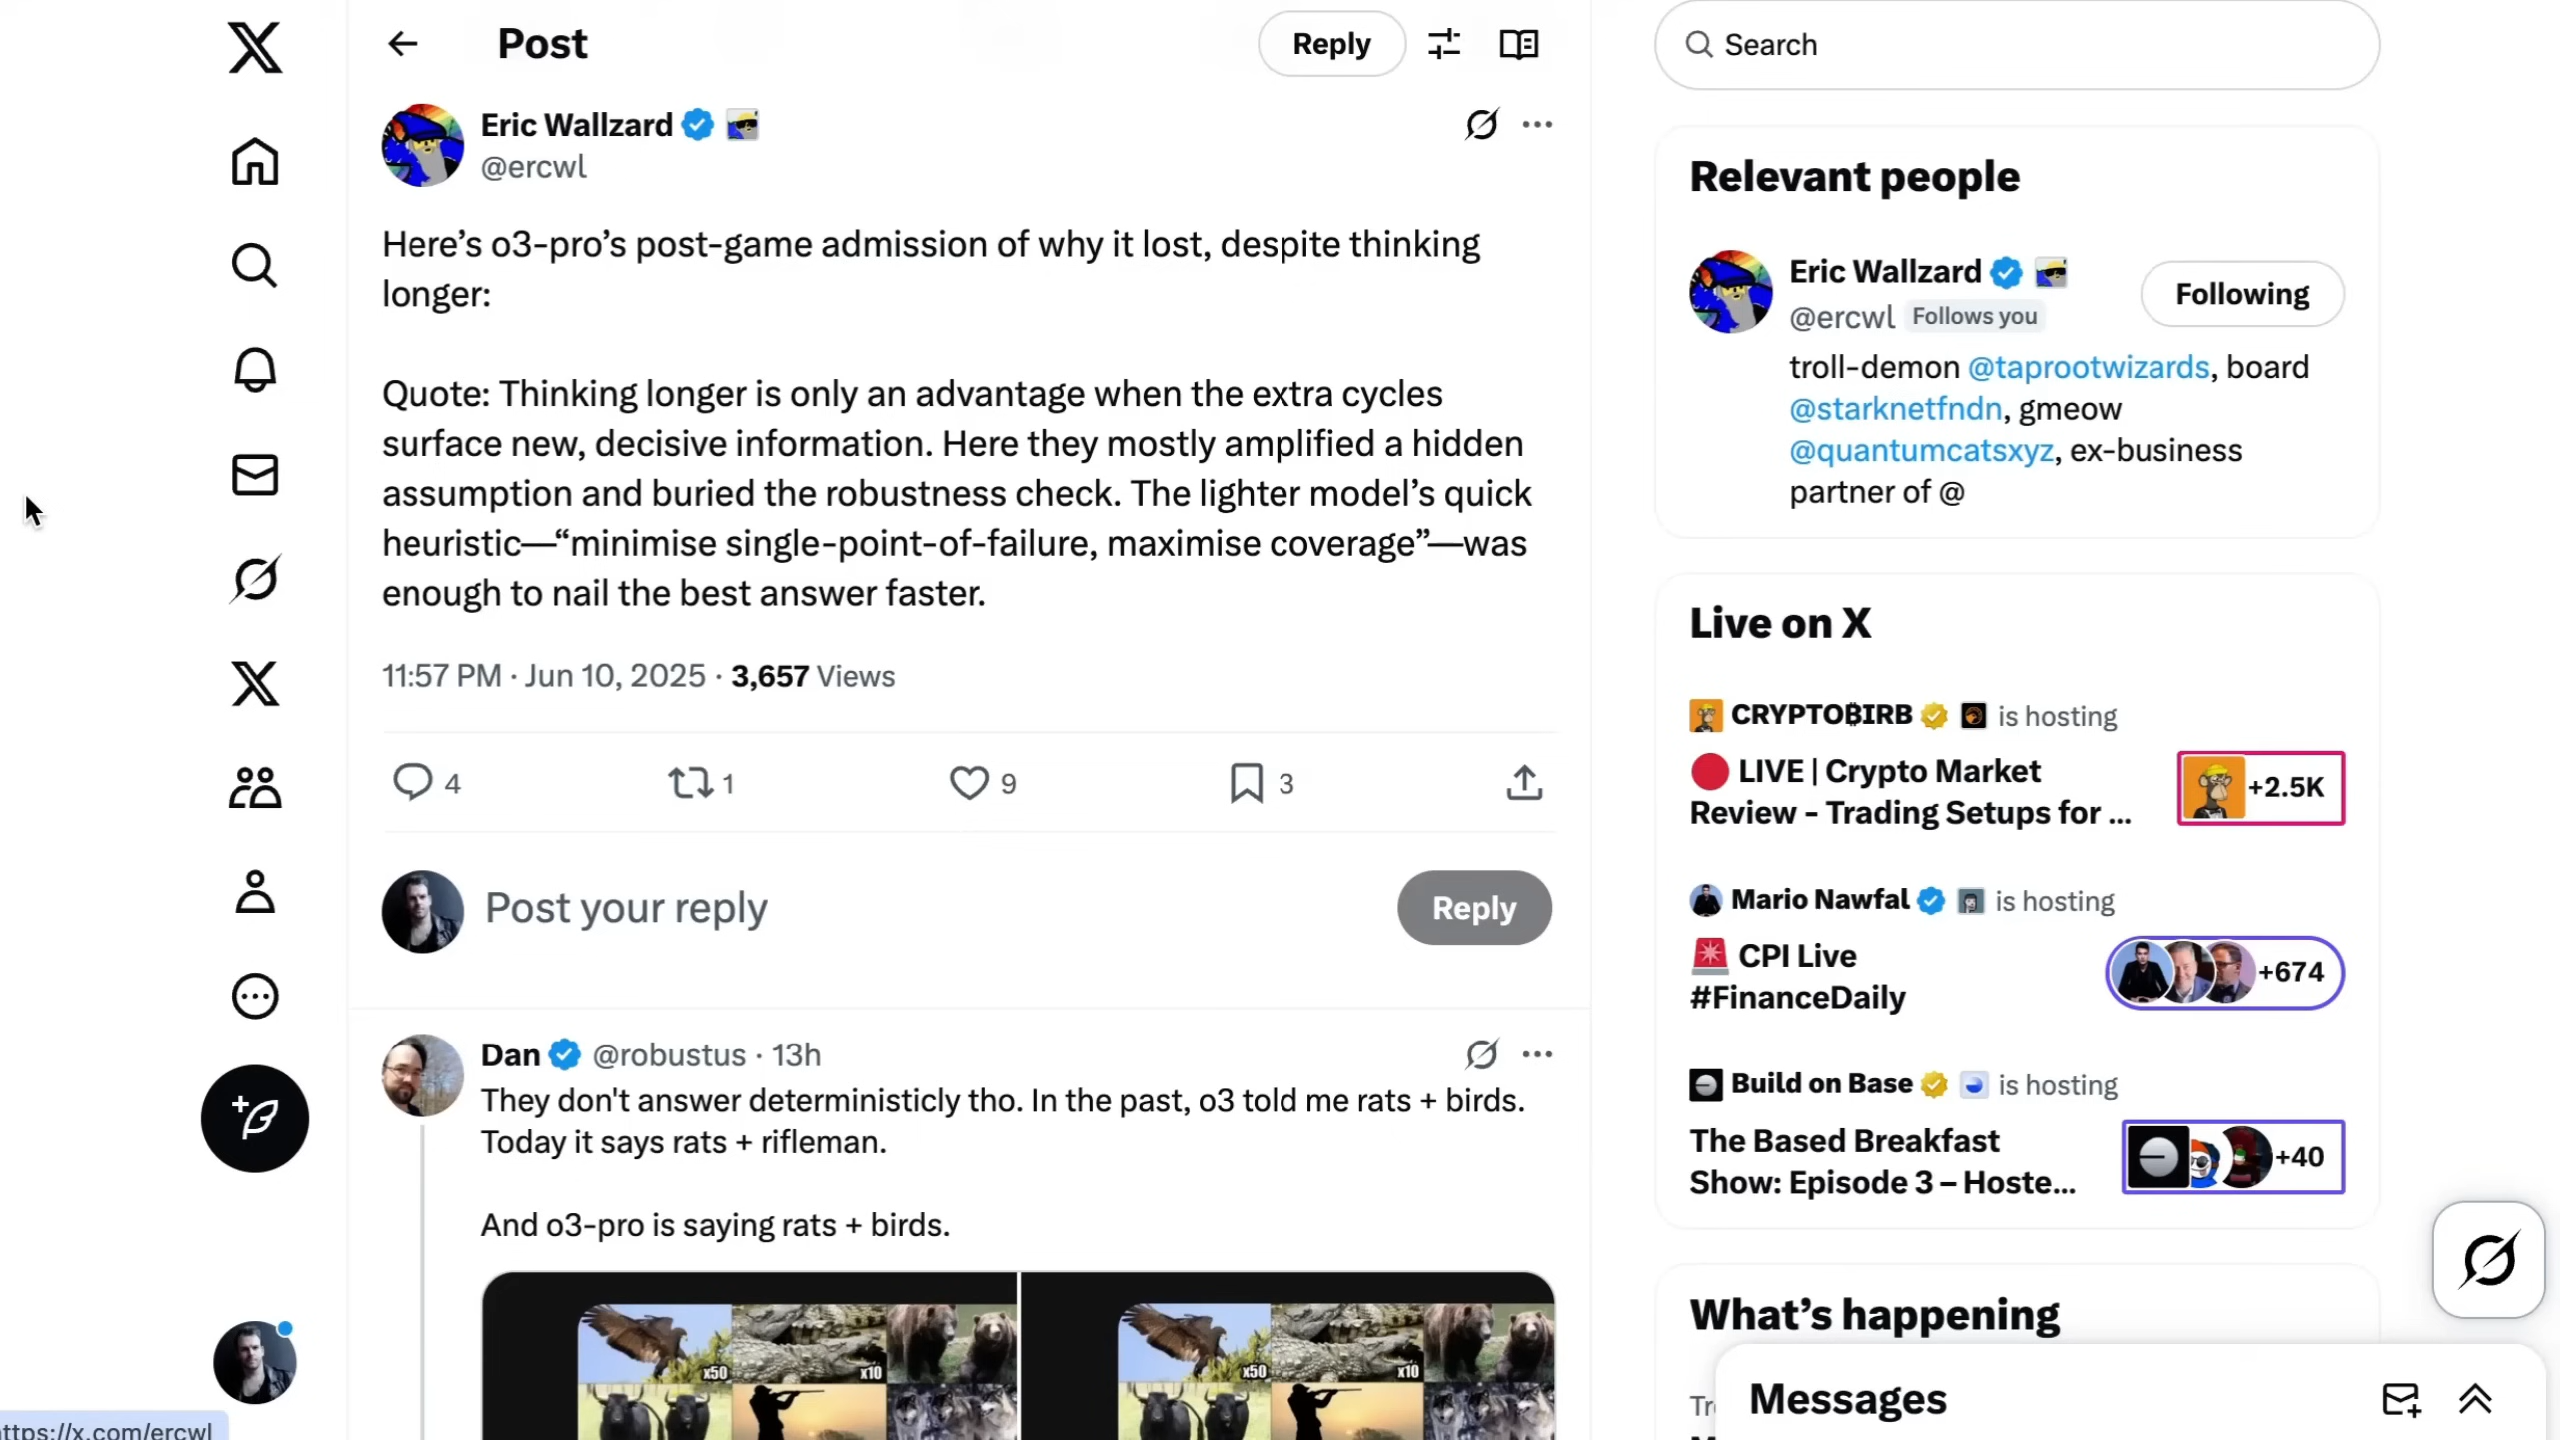 Post
Reply
Search
Eric Wallzard
@ercwl
Here’s o3-pro’s post-game admission of why it lost, despite thinking
longer:
Quote: Thinking longer is only an advantage when the extra cycles
surface new, decisive information. Here they mostly amplified a hidden
assumption and buried the robustness check. The lighter model’s quick
heuristic—“minimise single-point-of-failure, maximise coverage”—was
enough to nail the best answer faster.
11:57 PM · Jun 10, 2025 · 3,657 Views
4
1
9
3
Post your reply
Reply
Dan @robustus · 13h
They don't answer deterministicly tho. In the past, o3 told me rats + birds.
Today it says rats + rifleman.
And o3-pro is saying rats + birds.
x50
x10
x50
x10
Relevant people
Eric Wallzard
@ercwl Follows you
Following
troll-demon @taprootwizards, board
@starknetfndn, gmeow
@quantumcatsxyz, ex-business
partner of @
Live on X
CRYPTO₿IRB is hosting
LIVE | Crypto Market
Review - Trading Setups for ...
+2.5K
Mario Nawfal is hosting
CPI Live
#FinanceDaily
+674
Build on Base is hosting
The Based Breakfast
Show: Episode 3 – Hoste...
+40
What’s happening
Messages
ttps://x.com/ercwl